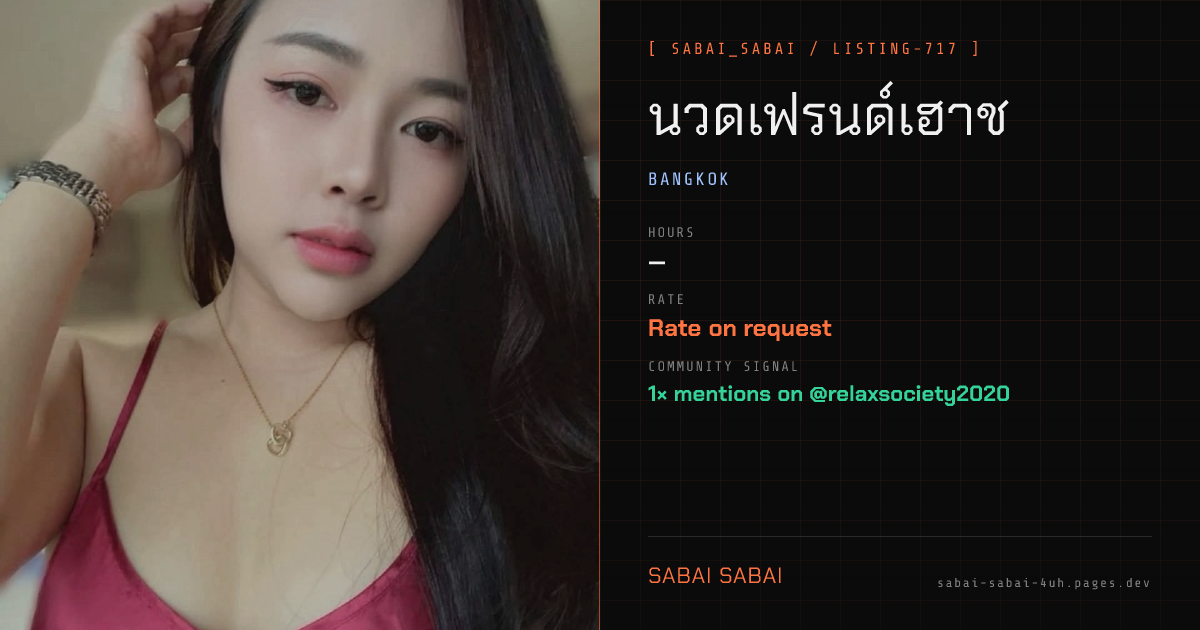 [ SABAI_SABAI / LISTING-717 ]
นวดเฟรนด์เฮาช
BANGKOK
HOURS
—
RATE
Rate on request
COMMUNITY SIGNAL
1× mentions on @relaxsociety2020
SABAI SABAI
sabai-sabai-4uh.pages.dev